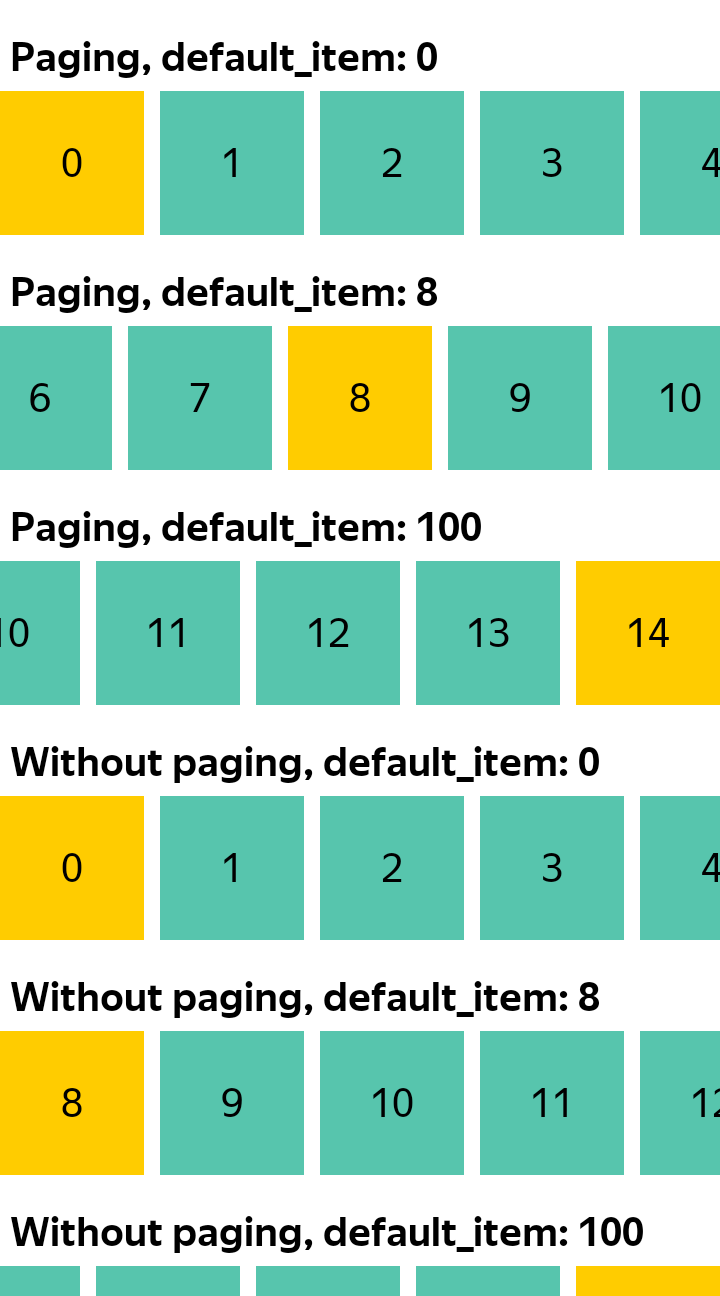 Paging, default_item: 0
0 1 2 3 4
Paging, default_item: 8
6 7 8 9 10
Paging, default_item: 100
10 11 12 13 14
Without paging, default_item: 0
0 1 2 3 4
Without paging, default_item: 8
8 9 10 11 12
Without paging, default_item: 100